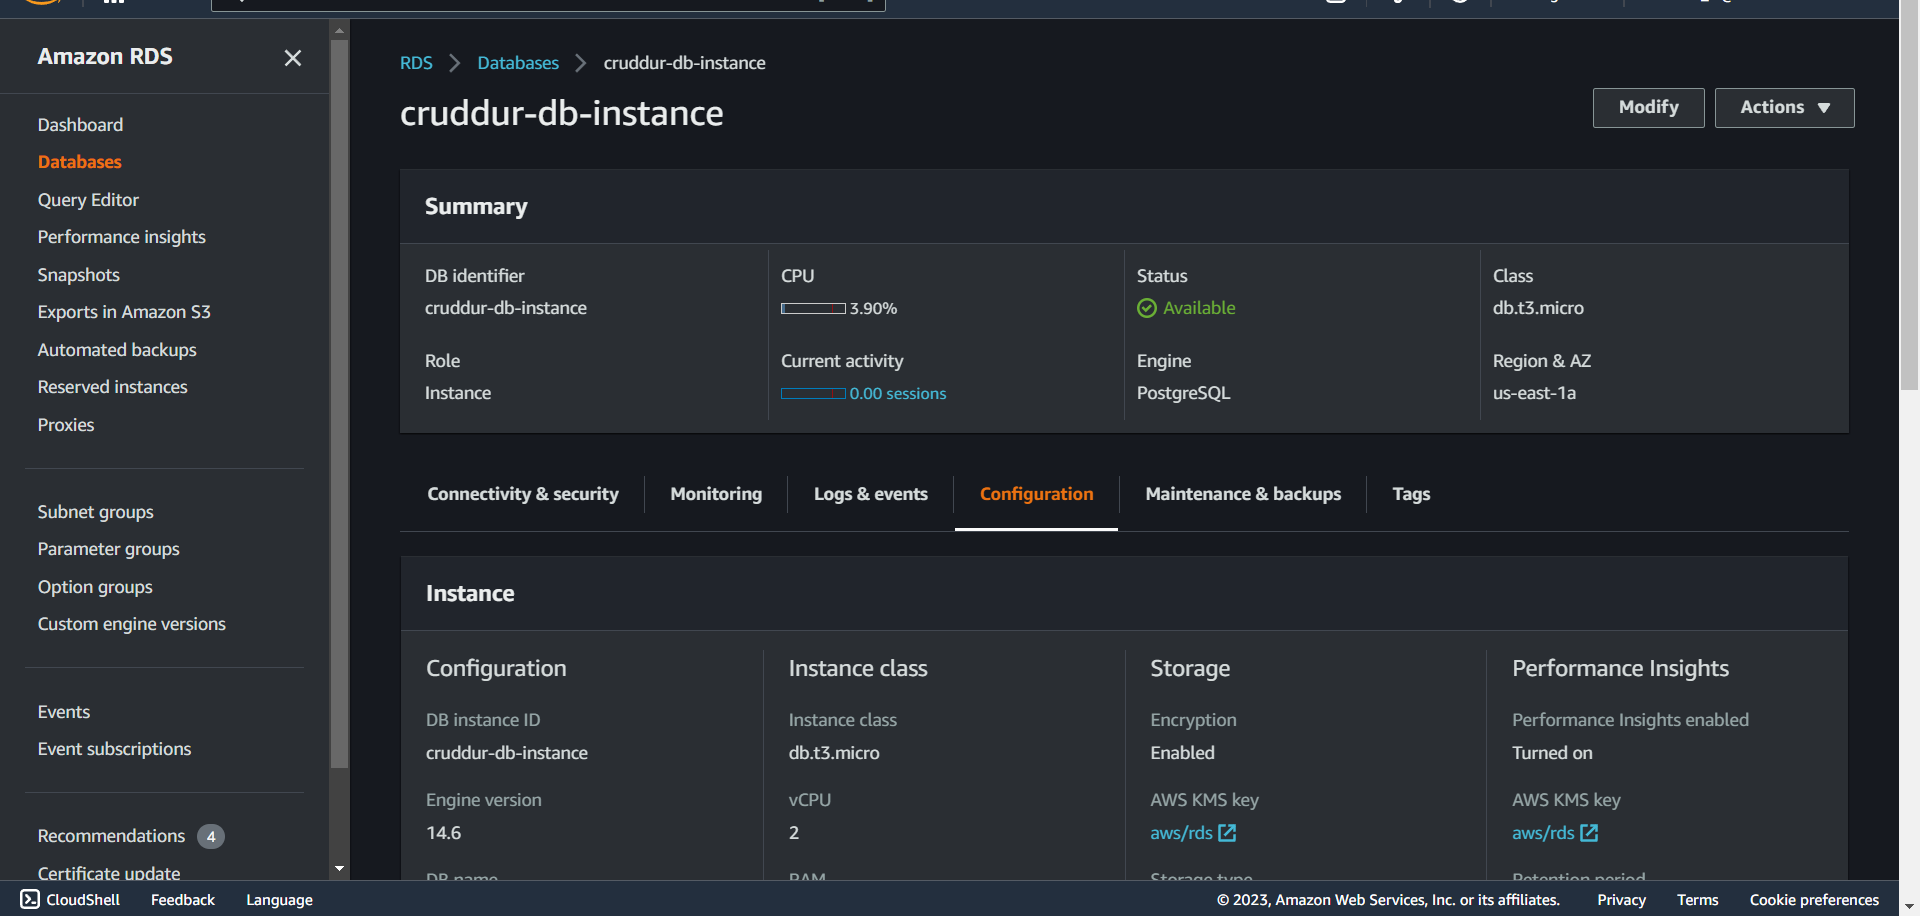 Amazon RDS
Dashboard
Databases
Query Editor
Performance insights
Snapshots
Exports in Amazon S3
Automated backups
Reserved instances
Proxies
Subnet groups
Parameter groups
Option groups
Custom engine versions
Events
Event subscriptions
Recommendations 4
Certificate update
RDS > Databases > cruddur-db-instance
cruddur-db-instance
Modify
Actions
Summary
DB identifier
cruddur-db-instance
CPU
3.90%
Status
Available
Class
db.t3.micro
Role
Instance
Current activity
0.00 sessions
Engine
PostgreSQL
Region & AZ
us-east-1a
Connectivity & security
Monitoring
Logs & events
Configuration
Maintenance & backups
Tags
Instance
Configuration
DB instance ID
cruddur-db-instance
Engine version
14.6
DB name
Instance class
Instance class
db.t3.micro
vCPU
2
RAM
Storage
Encryption
Enabled
AWS KMS key
aws/rds
Storage type
Performance Insights
Performance Insights enabled
Turned on
AWS KMS key
aws/rds
Retention period
CloudShell
Feedback
Language
© 2023, Amazon Web Services, Inc. or its affiliates.
Privacy
Terms
Cookie preferences